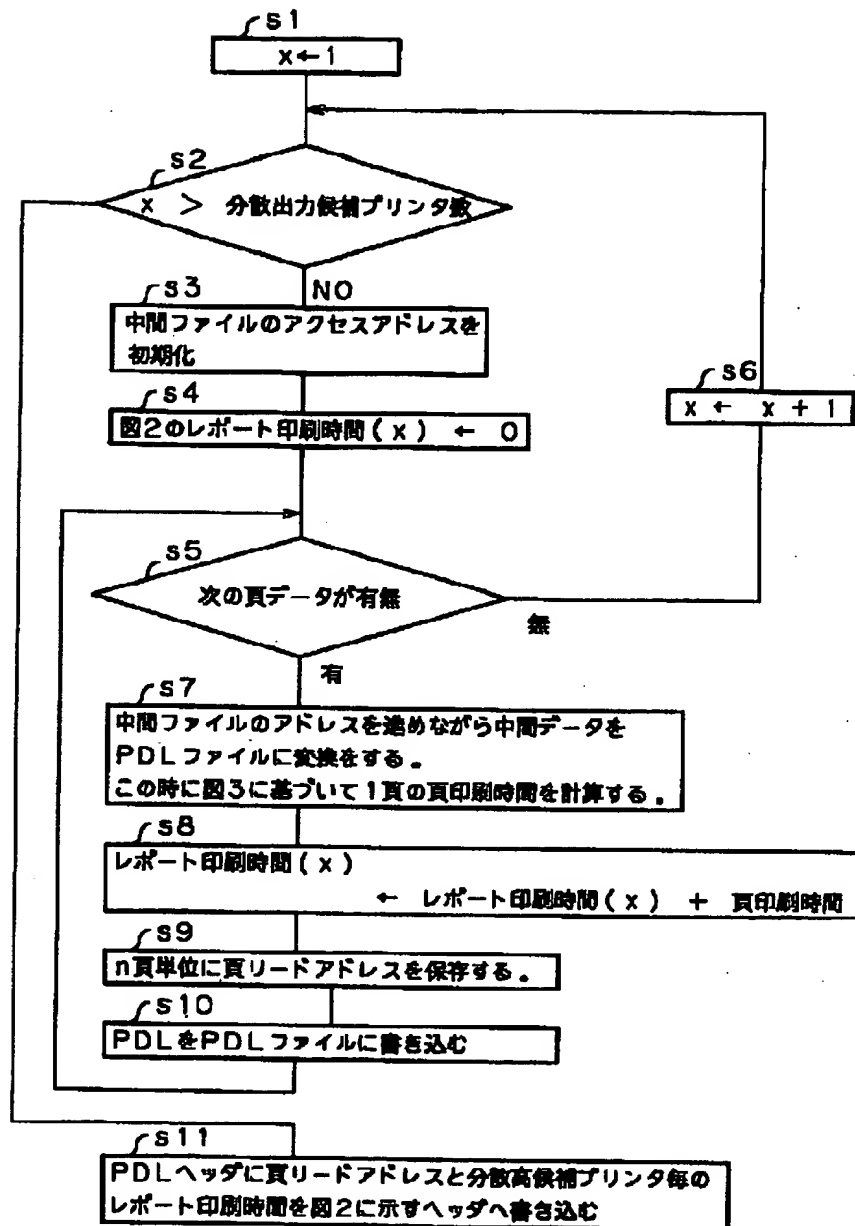 s1
x←1
s2
x > 分散出力候補プリンタ数
NO
s3
中間ファイルのアクセスアドレスを
初期化
s4
図2のレポート印刷時間(x) ← 0
s6
x ← x + 1
s5
次の頁データが有無
無
有
s7
中間ファイルのアドレスを進めながら中間データを
PDLファイルに変換をする。
この時に図3に基づいて1頁の頁印刷時間を計算する。
s8
レポート印刷時間(x)
← レポート印刷時間(x) + 頁印刷時間
s9
n頁単位に頁リードアドレスを保存する。
s10
PDLをPDLファイルに書き込む
s11
PDLヘッダに頁リードアドレスと分散高候補プリンタ毎の
レポート印刷時間を図2に示すヘッダへ書き込む